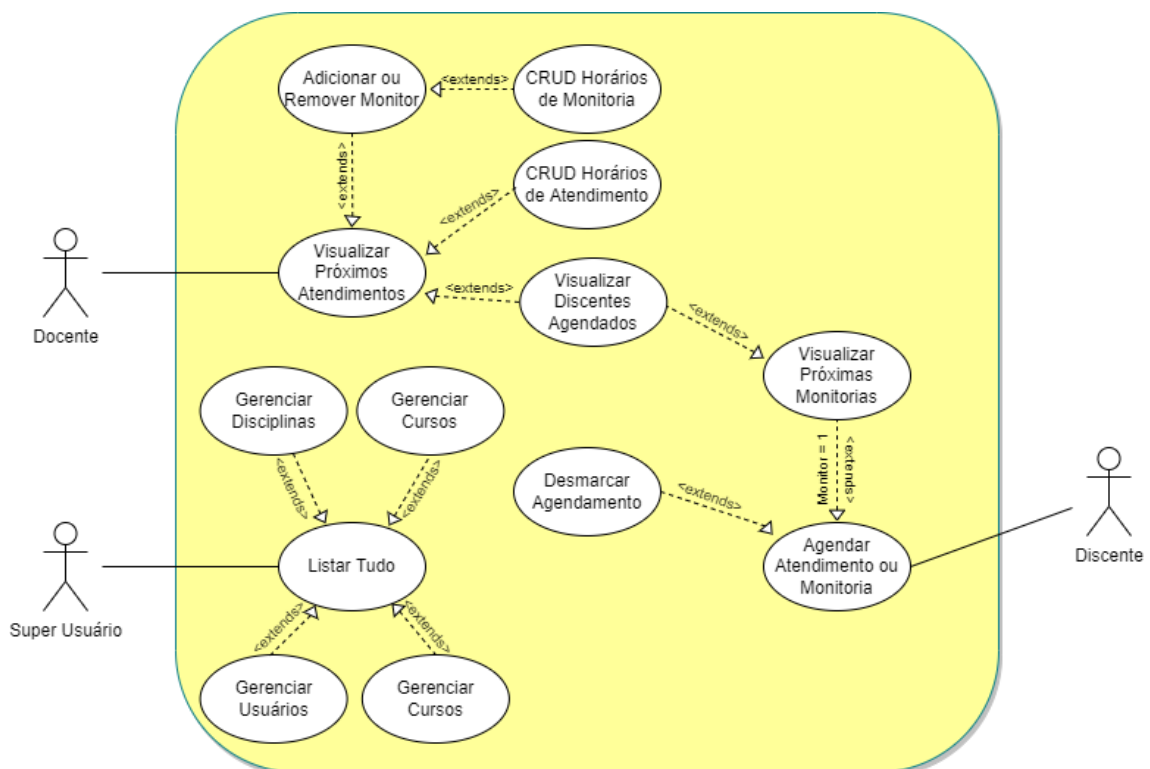 Adicionar ou
Remover Monitor
<extends>
CRUD Horários
de Monitoria
<extends>
CRUD Horários
de Atendimento
<extends>
Visualizar
Próximos
Atendimentos
<extends>
Visualizar
Discentes
Agendados
<extends>
Docente
Visualizar
Próximas
Monitorias
Gerenciar
Disciplinas
Gerenciar
Cursos
Monitor = 1
<extends>
<extends>
<extends>
Desmarcar
Agendamento
<extends>
Listar Tudo
Agendar
Atendimento ou
Monitoria
Discente
Super Usuário
<extends>
<extends>
Gerenciar
Usuários
Gerenciar
Cursos